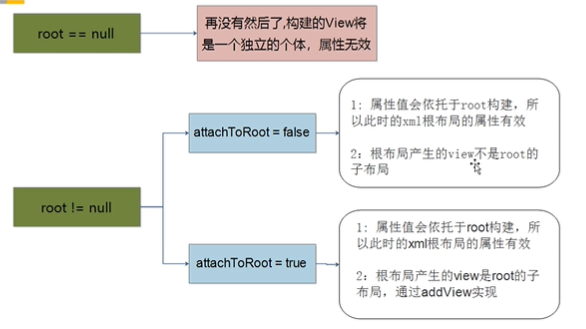 root == null
再没有然后了,构建的View将
是一个独立的个体，属性无效
root != null
attachToRoot = false
1: 属性值会依托于root构建，所
以此时的xml根布局的属性有效
2：根布局产生的view不是root的
子布局
attachToRoot = true
1: 属性值会依托于root构建，所
以此时的xml根布局的属性有效
2：根布局产生的view是root的子
布局，通过addView实现